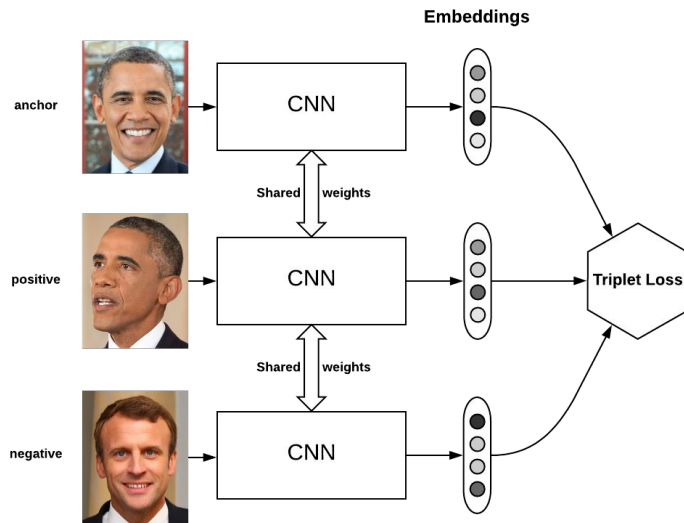 Embeddings
anchor
CNN
Shared weights
positive
CNN
Triplet Loss
Shared weights
negative
CNN